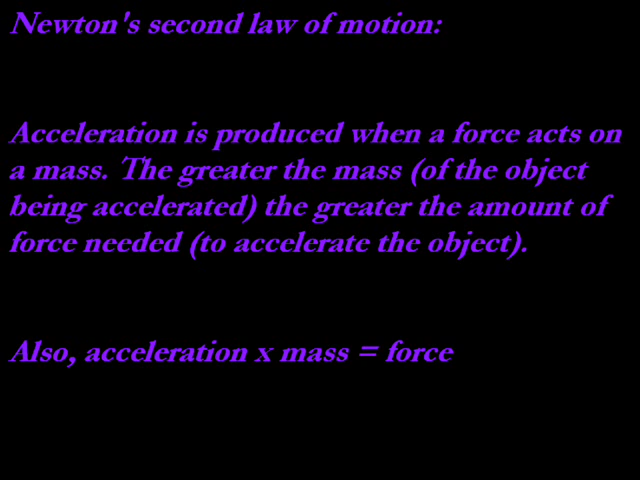 Newton's second law of motion:
Acceleration is produced when a force acts on
a mass. The greater the mass (of the object
being accelerated) the greater the amount of
force needed (to accelerate the object).
Also, acceleration x mass = force